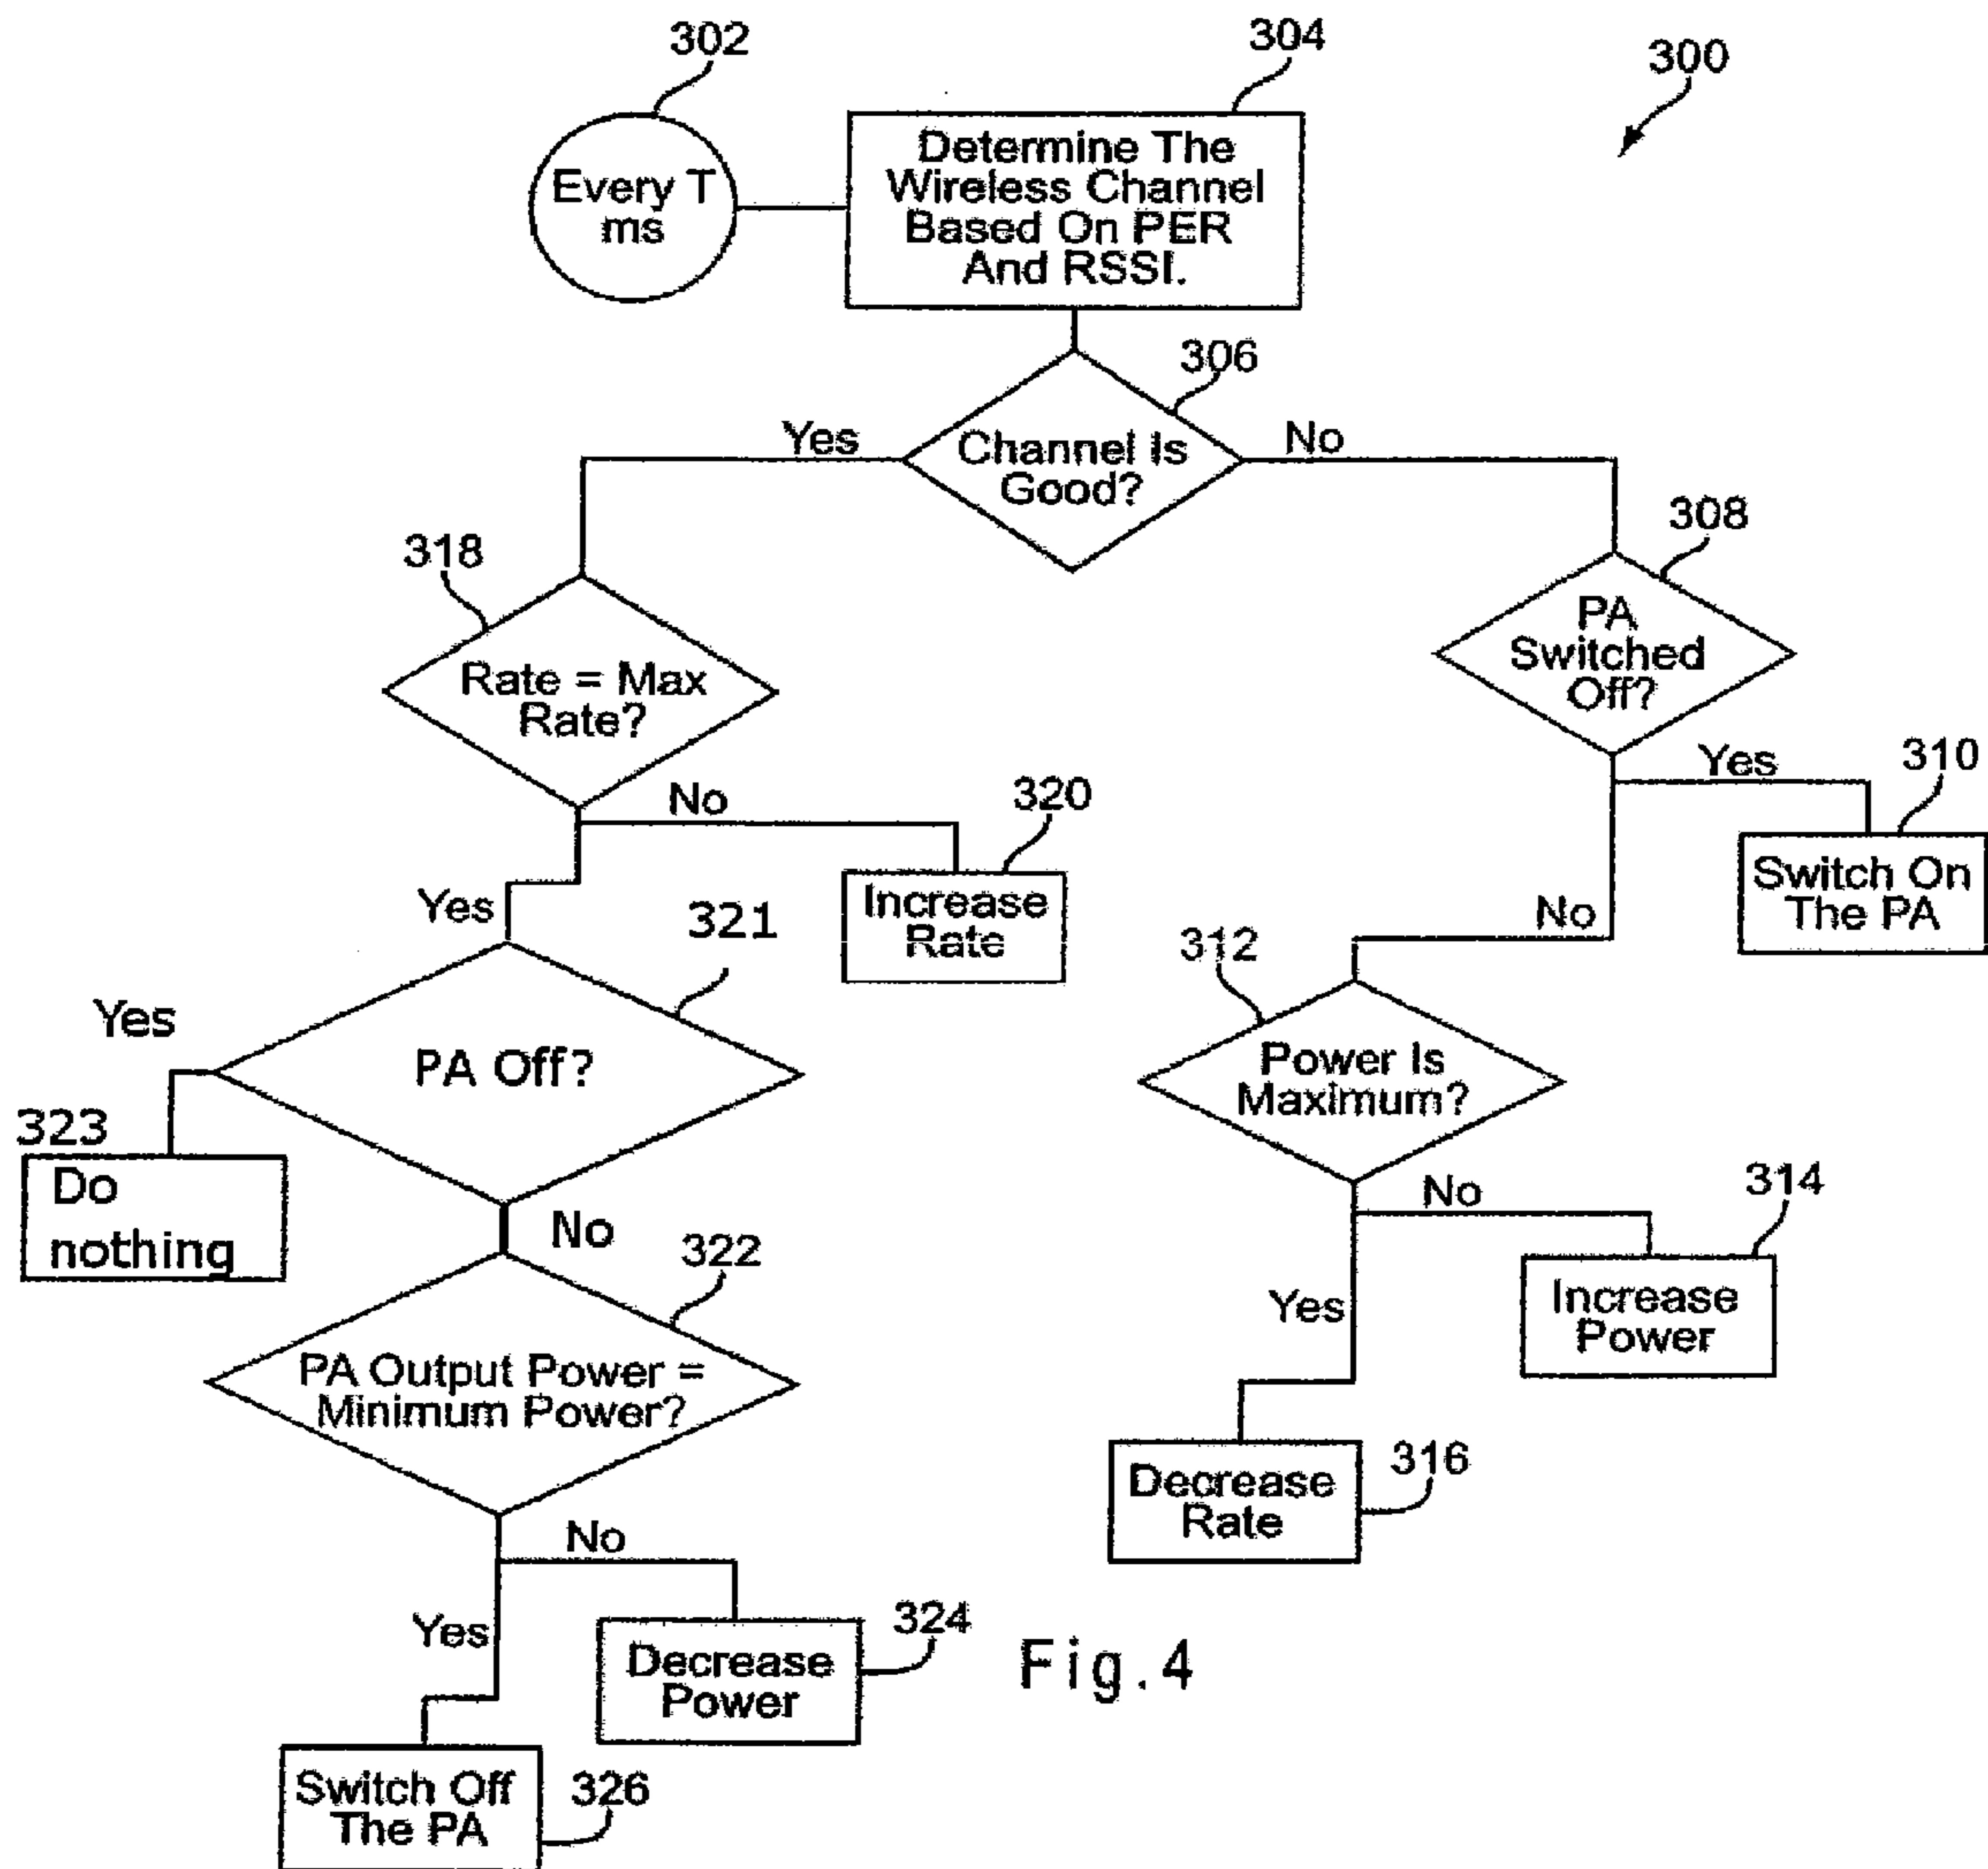 302
304
300
Every T
ms
Determine The
Wireless Channel
Based On PER
And RSSI.
306
Yes
Channel Is
Good?
No
308
318
PA
Switched
Off?
Rate = Max
Rate?
Yes
310
No
320
Switch On
The PA
Yes
Increase
Rate
321
No
312
Yes
PA Off?
Power Is
Maximum?
323
Do
nothing
No
314
No
322
Increase
Power
Yes
PA Output Power =
Minimum Power?
Decrease
Rate
316
No
Yes
324
Decrease
Power
Fig.4
Switch Off
The PA
326